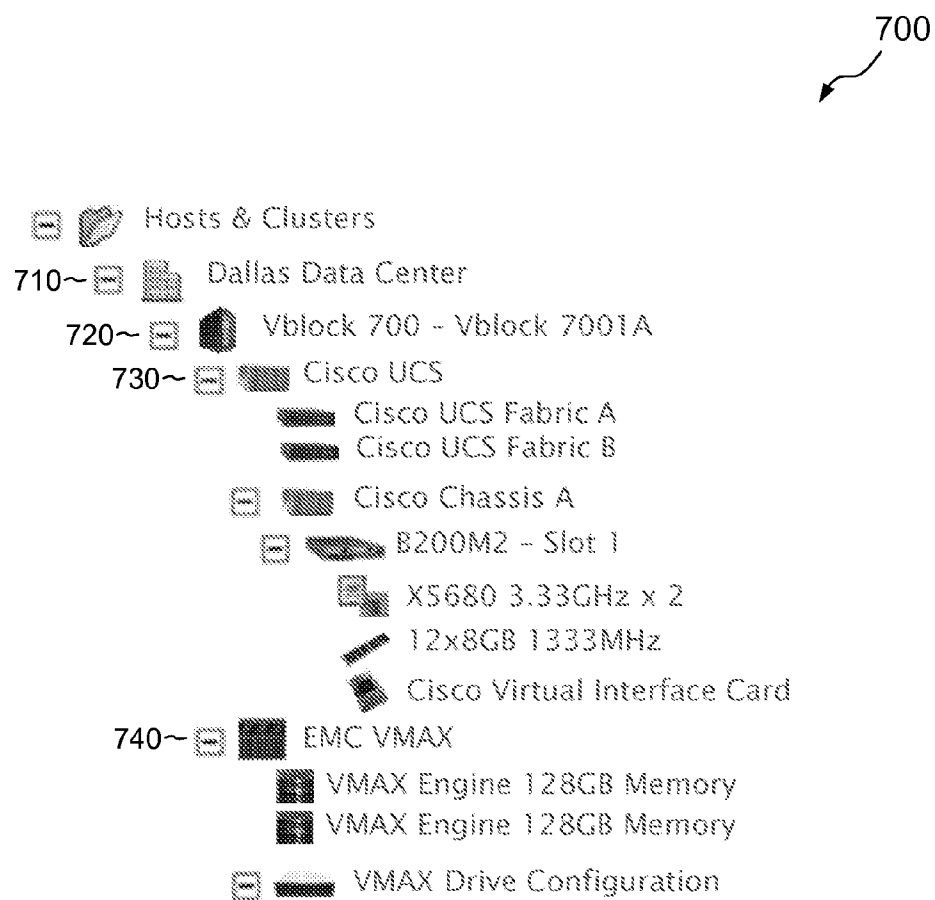 700
Hosts & Clusters
710~ Dallas Data Center
720~ Vblock 700 - Vblock 7001A
730~ Cisco UCS
Cisco UCS Fabric A
Cisco UCS Fabric B
Cisco Chassis A
B200M2 - Slot 1
X5680 3.33GHz x 2
12x8GB 1333MHz
Cisco Virtual Interface Card
740~ EMC VMAX
VMAX Engine 128GB Memory
VMAX Engine 128GB Memory
VMAX Drive Configuration